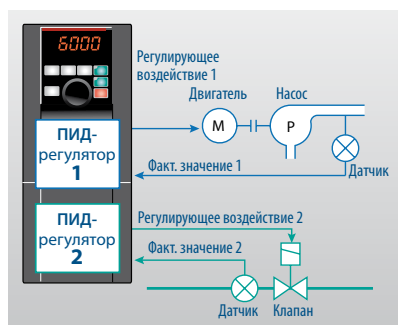 6000
Регулирующее
воздействие 1
Двигатель
Насос
M
P
ПИД-
регулятор
1
Факт. значение 1
Датчик
ПИД-
регулятор
2
Регулирующее воздействие 2
Факт. значение 2
Датчик
Клапан